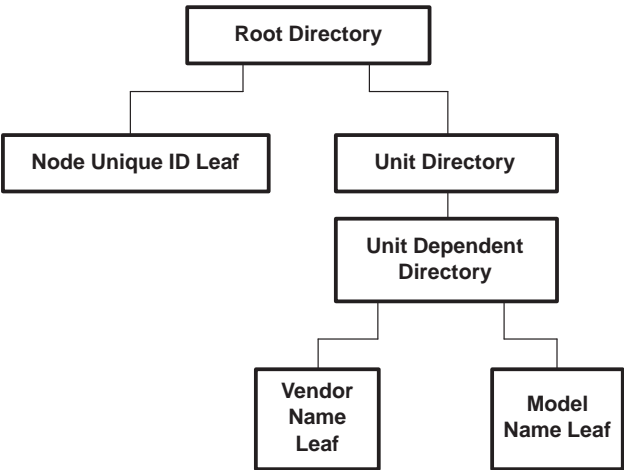 Root Directory
Node Unique ID Leaf
Unit Directory
Unit Dependent
Directory
Vendor
Name
Leaf
Model
Name Leaf